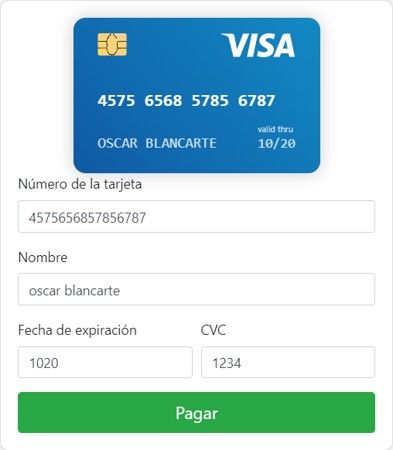 VISA
4575 6568 5785 6787
valid thru
OSCAR BLANCARTE 10/20
Número de la tarjeta
4575656857856787
Nombre
oscar blancarte
Fecha de expiración CVC
1020 1234
Pagar